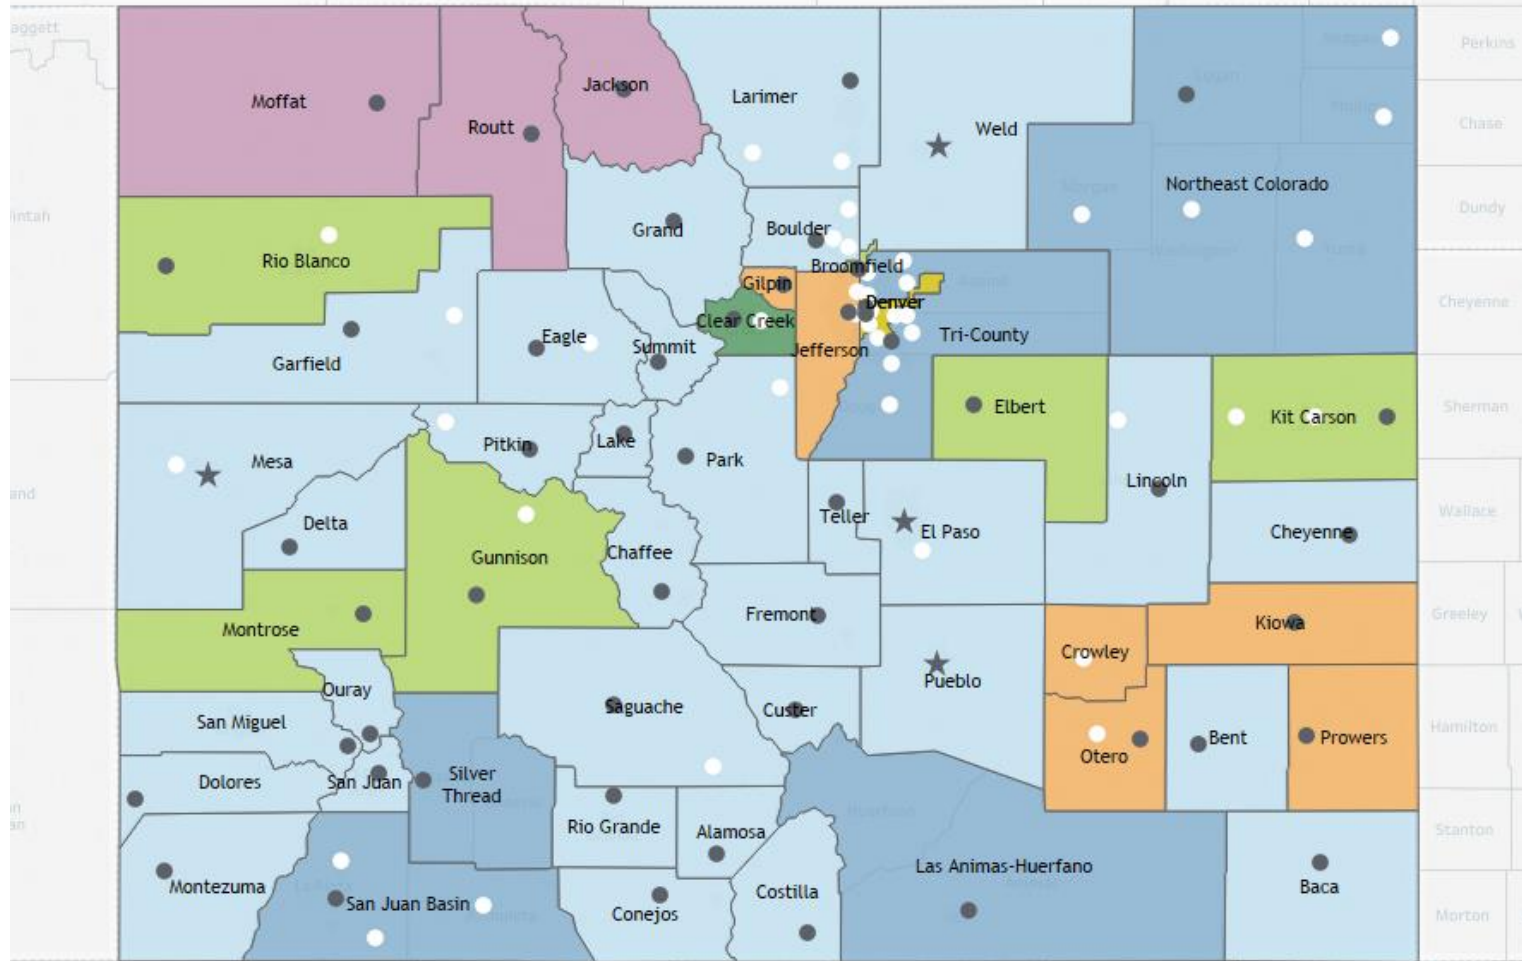 aggett
Perkins
Logan
Jackson
Moffat
Larimer
Routt
Weld
Chase
Northeast Colorado
Morgan
Dundy
Grand
Boulder
Rio Blanco
Broomfield
Gilpin
Cheyenne
Denver
Clear Creek
Tri-County
Eagle
Summit
Jefferson
Garfield
Elbert
Kit Carson
Sherman
Pitkin
Lake
Mesa
Park
Lincoln
Wallace
Delta
Teller
El Paso
Cheyenne
Gunnison
Chaffee
Montrose
Fremont
Crowley
Kiowa
Greeley
Ouray
Pueblo
San Miguel
Saguache
Custer
Otero
Bent
Prowers
Hamilton
Dolores
San Juan
Silver
Thread
Rio Grande
Alamosa
Huerfano
Stanton
Montezuma
Costilla
Las Animas-Huerfano
Baca
San Juan Basin
Conejos
Morton